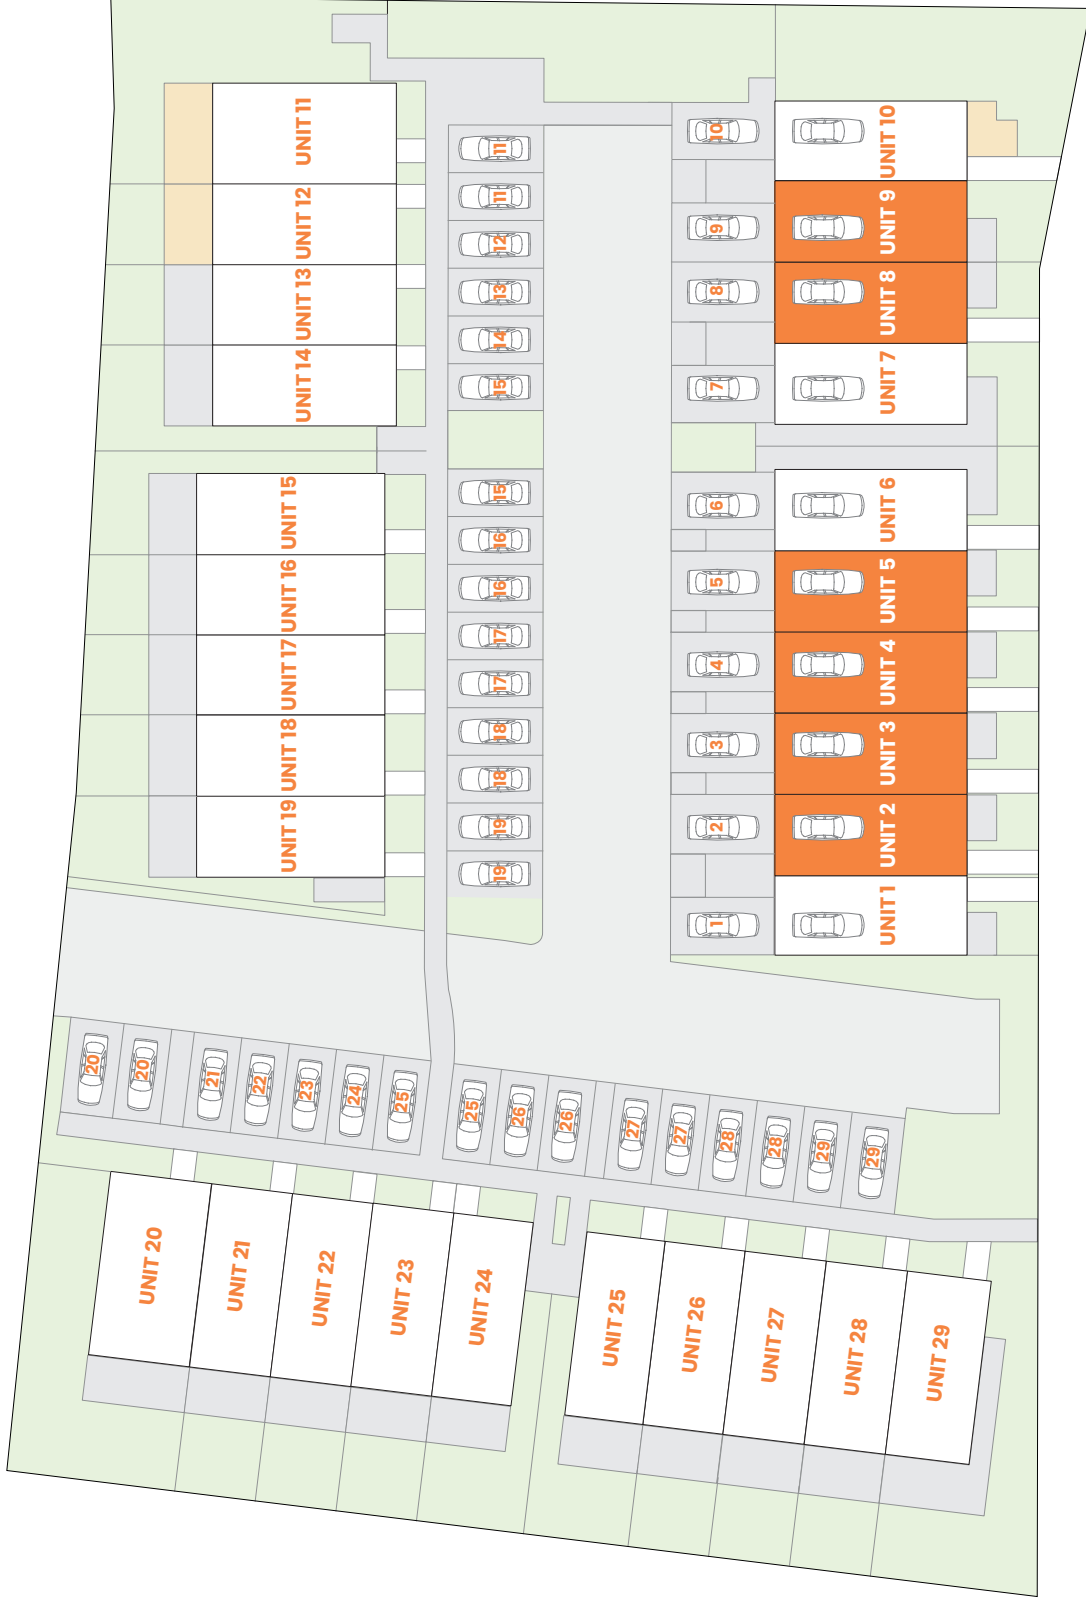 UNIT 11
UNIT 12
UNIT 13
UNIT 14
UNIT 15
UNIT 16
UNIT 17
UNIT 18
UNIT 19
11
11
12
13
14
15
15
16
16
17
17
18
18
19
19
10
9
8
7
6
5
4
3
2
1
UNIT 10
UNIT 9
UNIT 8
UNIT 7
UNIT 6
UNIT 5
UNIT 4
UNIT 3
UNIT 2
UNIT 1
20
20
21
22
23
24
25
25
26
26
27
27
28
28
29
29
UNIT 20
UNIT 21
UNIT 22
UNIT 23
UNIT 24
UNIT 25
UNIT 26
UNIT 27
UNIT 28
UNIT 29